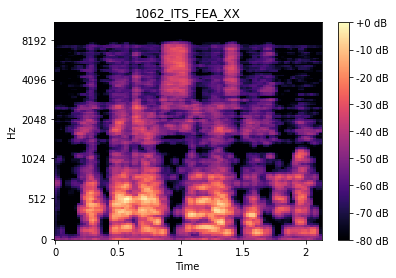 1062_ITS_FEA_XX
8192
4096
2048
1024
512
0
Hz
0
0.5
1
1.5
2
Time
+0 dB
-10 dB
-20 dB
-30 dB
-40 dB
-50 dB
-60 dB
-70 dB
-80 dB